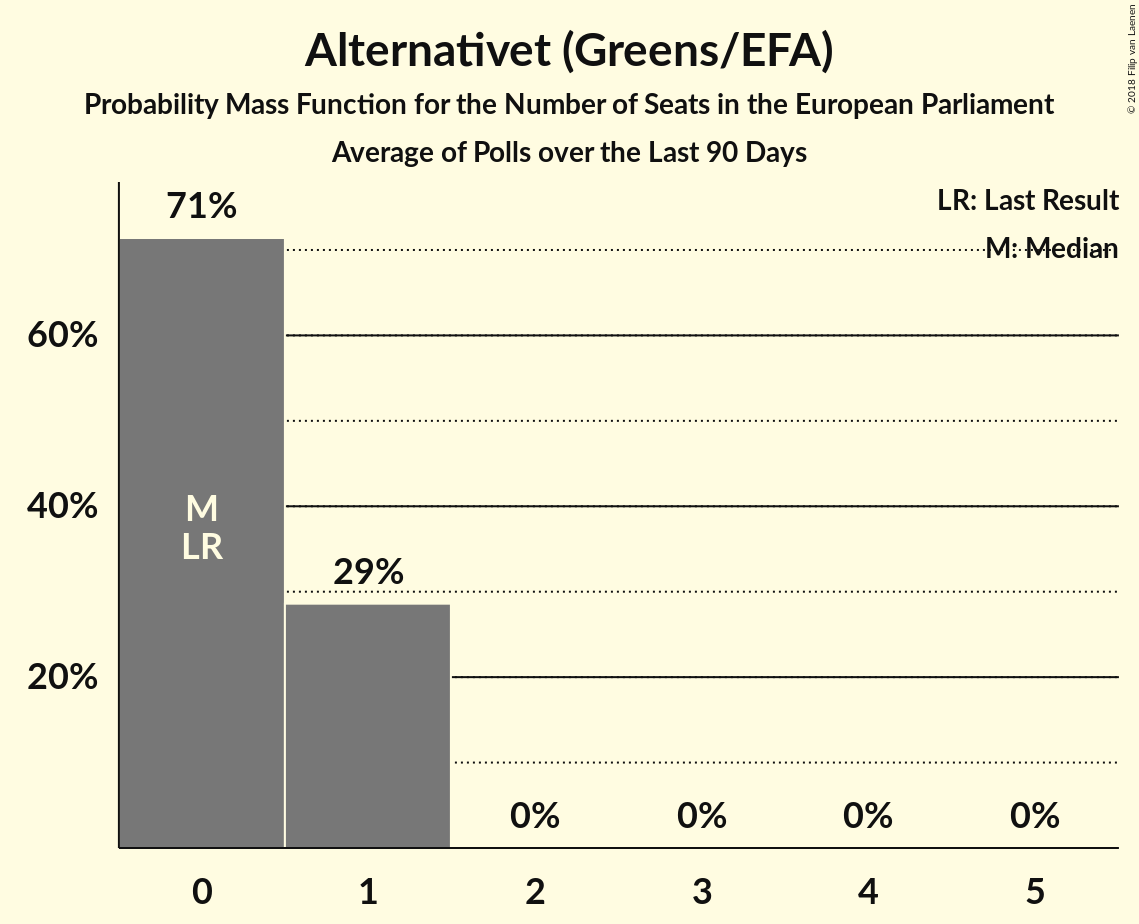 Alternativet (Greens/EFA)
Probability Mass Function for the Number of Seats in the European Parliament
Average of Polls over the Last 90 Days
© 2018 Filip van Laenen
LR: Last Result
M: Median
71%
60%
40%
M
LR
29%
20%
0% 0% 0% 0%
0 1 2 3 4 5